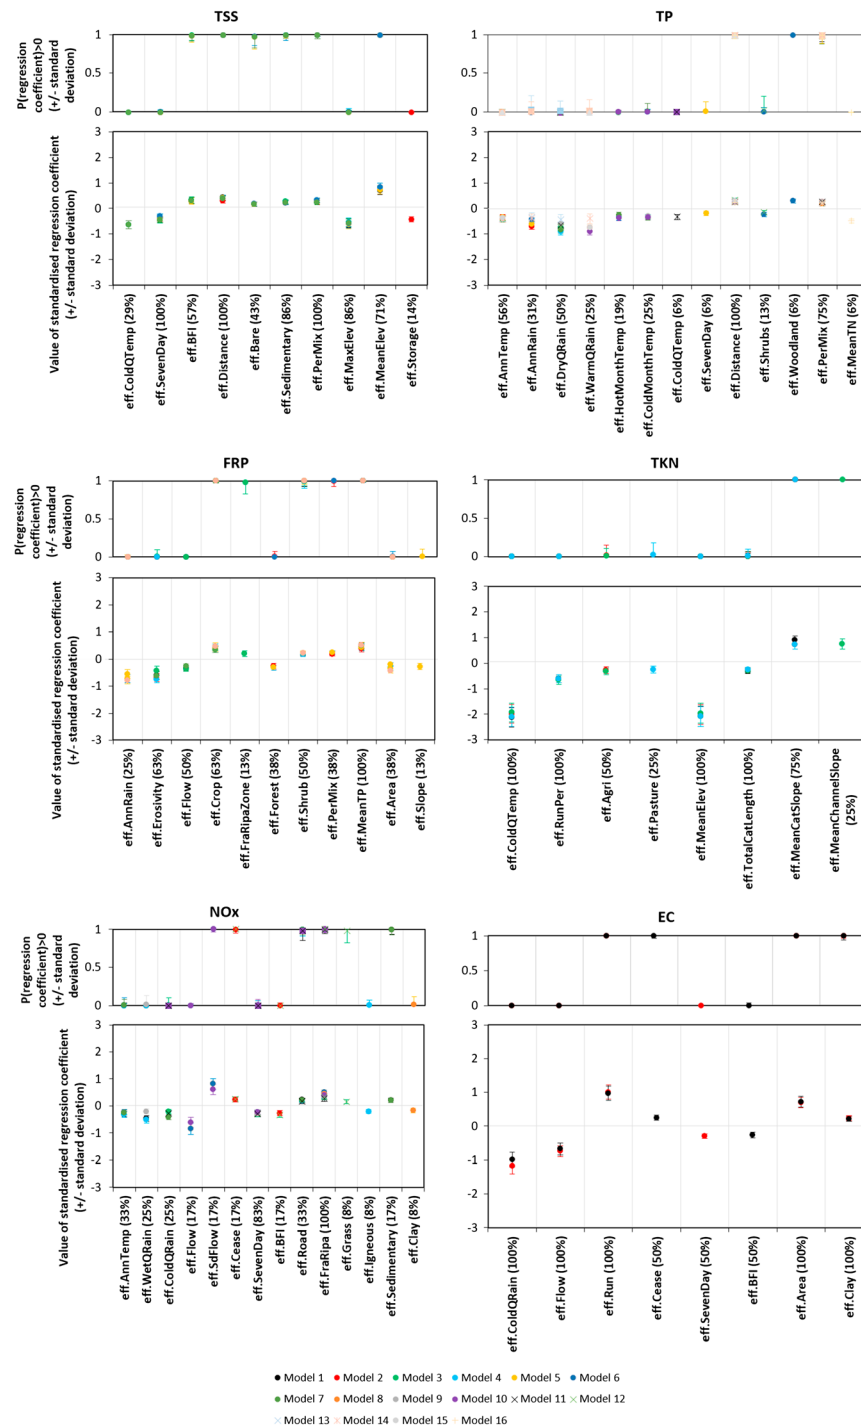 TSS
TP
P(regression
coefficient)>0
(+/- standard
deviation)
1
0.5
0
1
0.5
0
Value of standardised regression coefficient
(+/- standard deviation)
3
2
1
0
-1
-2
-3
3
2
1
0
-1
-2
-3
eff.ColdQTemp (29%)
eff.SevenDay (100%)
eff.BFI (57%)
eff.Distance (100%)
eff.Bare (43%)
eff.Sedimentary (86%)
eff.PerMix (100%)
eff.MaxElev (86%)
eff.MeanElev (71%)
eff.Storage (14%)
eff.AnnTemp (56%)
eff.AnnRain (31%)
eff.DryQRain (50%)
eff.WarmQRain (25%)
eff.HotMonthTemp (19%)
eff.ColdMonthTemp (25%)
eff.ColdQTemp (6%)
eff.SevenDay (6%)
eff.Distance (100%)
eff.Shrubs (13%)
eff.Woodland (6%)
eff.PerMix (75%)
eff.MeanTN (6%)
FRP
TKN
P(regression
coefficient)>0
(+/- standard
deviation)
1
0.5
0
1
0.5
0
Value of standardised regression coefficient
(+/- standard deviation)
3
2
1
0
-1
-2
-3
3
2
1
0
-1
-2
-3
eff.AnnRain (25%)
eff.Erosivity (63%)
eff.Flow (50%)
eff.Crop (63%)
eff.FraRipaZone (13%)
eff.Forest (38%)
eff.Shrub (50%)
eff.PerMix (38%)
eff.MeanTP (100%)
eff.Area (38%)
eff.Slope (13%)
eff.ColdQTemp (100%)
eff.RunPer (100%)
eff.Agri (50%)
eff.Pasture (25%)
eff.MeanElev (100%)
eff.TotalCatLength (100%)
eff.MeanCatSlope (75%)
eff.MeanChannelSlope
(25%)
NOx
EC
P(regression
coefficient)>0
(+/- standard
deviation)
1
0.5
0
1
0.5
0
Value of standardised regression coefficient
(+/- standard deviation)
3
2
1
0
-1
-2
-3
3
2
1
0
-1
-2
-3
eff.AnnTemp (33%)
eff.WetQRain (25%)
eff.ColdQRain (25%)
eff.Flow (17%)
eff.SdFlow (17%)
eff.Cease (17%)
eff.SevenDay (83%)
eff.BFI (17%)
eff.Road (33%)
eff.FraRipa (100%)
eff.Grass (8%)
eff.Igneous (8%)
eff.Sedimentary (17%)
eff.Clay (8%)
eff.ColdQRain (100%)
eff.Flow (100%)
eff.Run (100%)
eff.Cease (50%)
eff.SevenDay (50%)
eff.BFI (50%)
eff.Area (100%)
eff.Clay (100%)
Model 1 Model 2 Model 3 Model 4 Model 5 Model 6
Model 7 Model 8 Model 9 Model 10 Model 11 Model 12
Model 13 Model 14 Model 15 Model 16